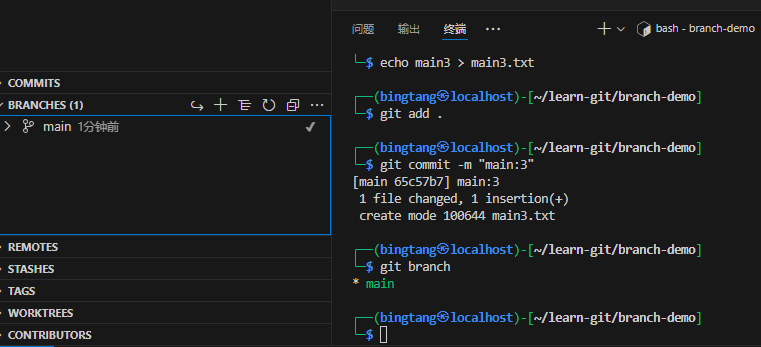 COMMITS
BRANCHES (1)
main 1分钟前
REMOTES
STASHES
TAGS
WORKTREES
CONTRIBUTORS
问题 输出 终端 ··· bash - branch-demo
└─$ echo main3 > main3.txt
┌──(bingtang㉿localhost)-[~/learn-git/branch-demo]
└─$ git add .
┌──(bingtang㉿localhost)-[~/learn-git/branch-demo]
└─$ git commit -m "main:3"
[main 65c57b7] main:3
1 file changed, 1 insertion(+)
create mode 100644 main3.txt
┌──(bingtang㉿localhost)-[~/learn-git/branch-demo]
└─$ git branch
* main
┌──(bingtang㉿localhost)-[~/learn-git/branch-demo]
└─$